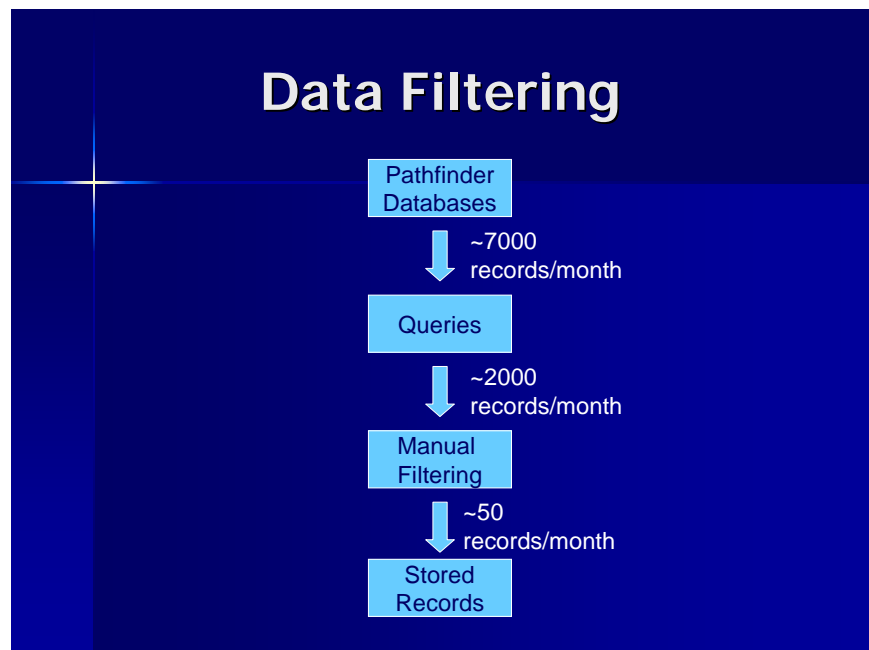 Data Filtering
Pathfinder
Databases
~7000
records/month
Queries
~2000
records/month
Manual
Filtering
~50
records/month
Stored
Records